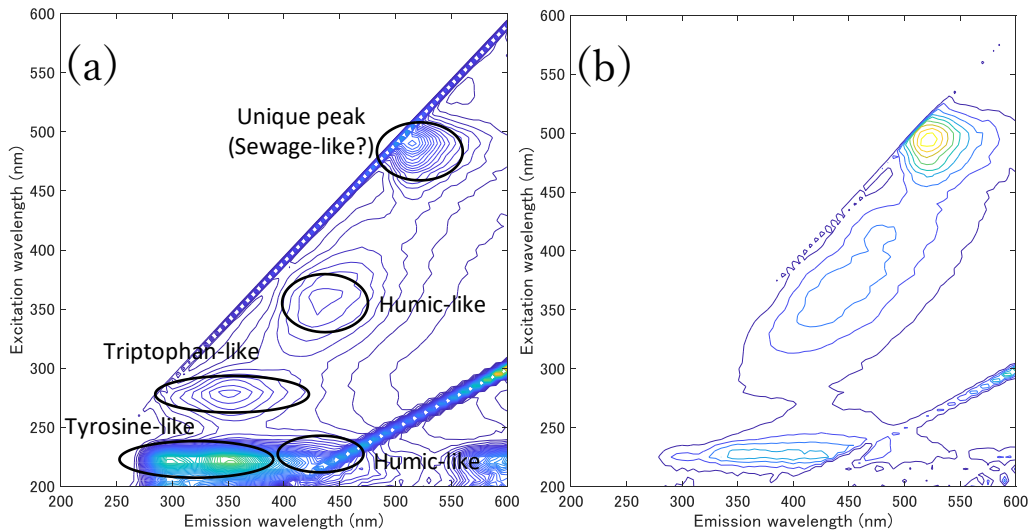 600
550
500
450
400
350
300
250
200
200
250
300
350
400
450
500
550
600
Excitation wavelength (nm)
Emission wavelength (nm)
(a)
Unique peak
(Sewage-like?)
Humic-like
Triptophan-like
Tyrosine-like
Humic-like
600
550
500
450
400
350
300
250
200
200
300
350
400
450
500
550
600
Excitation wavelength (nm)
Emission wavelength (nm)
(b)